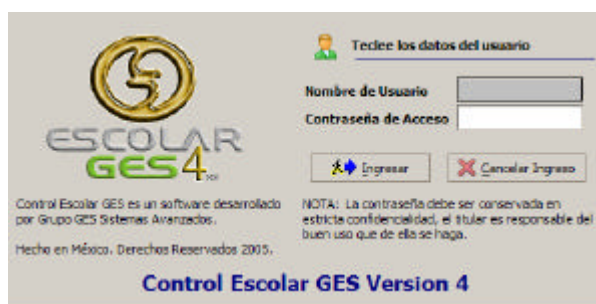 Teclee los datos del usuario
Nombre de Usuario
Contraseña de Acceso
ESCOLAR
GES4
Ingresar
Cancelar Ingreso
Control Escolar GES es un software desarrollado
por Grupo GES Sistemas Avanzados.
Hecho en México. Derechos Reservados 2005.
NOTA: La contraseña debe ser conservada en
estricta confidencialidad, el titular es responsable del
buen uso que de ella se haga.
Control Escolar GES Version 4